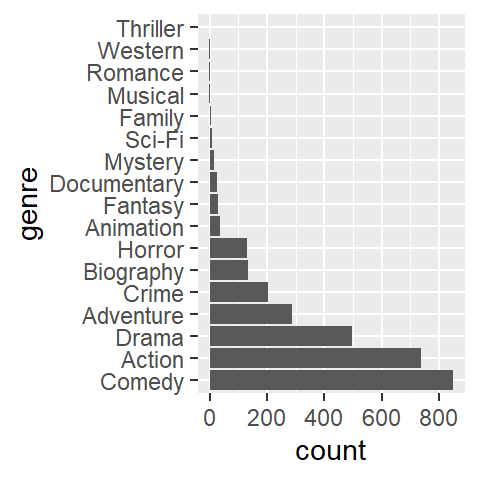 Thriller
Western
Romance
Musical
Family
Sci-Fi
Mystery
Documentary
Fantasy
Animation
Horror
Biography
Crime
Adventure
Drama
Action
Comedy
genre
0 200 400 600 800
count